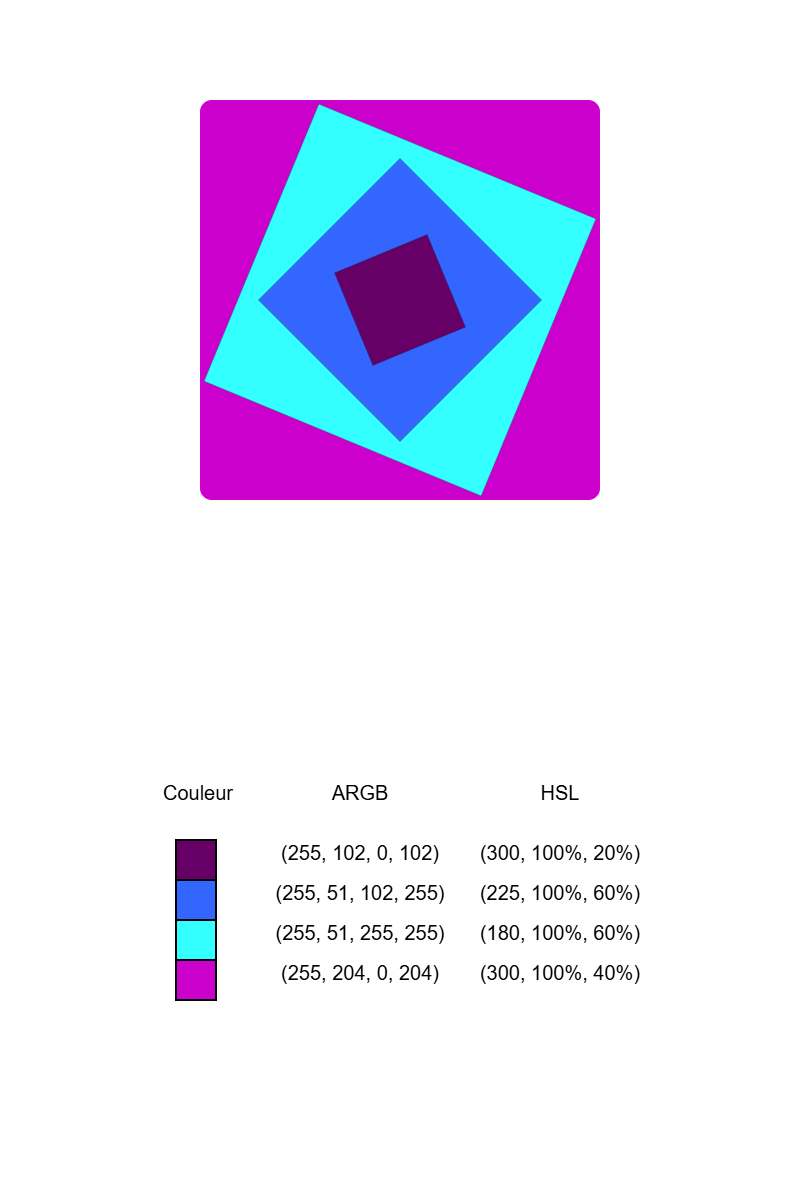 Couleur ARGB HSL
(255, 102, 0, 102) (300, 100%, 20%)
(255, 51, 102, 255) (225, 100%, 60%)
(255, 51, 255, 255) (180, 100%, 60%)
(255, 204, 0, 204) (300, 100%, 40%)